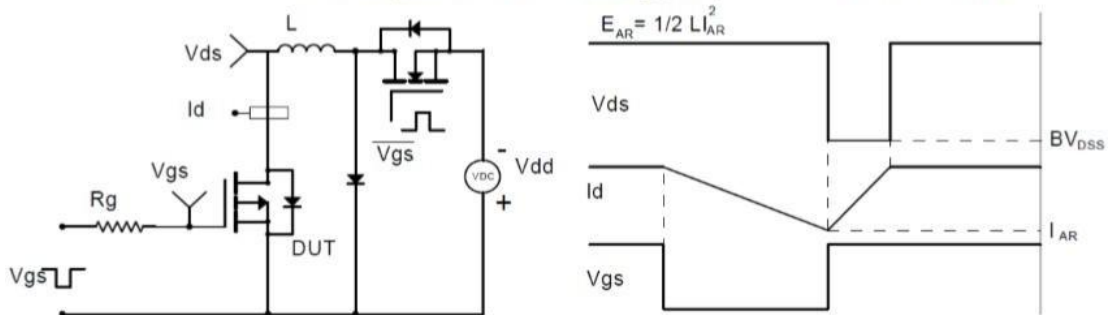 L
Vds
Id
Vgs
Vgs
Rg
DUT
Vgs
VDC
-
Vdd
+
E_AR = 1/2 LI_AR^2
Vds
BV_DSS
Id
I_AR
Vgs